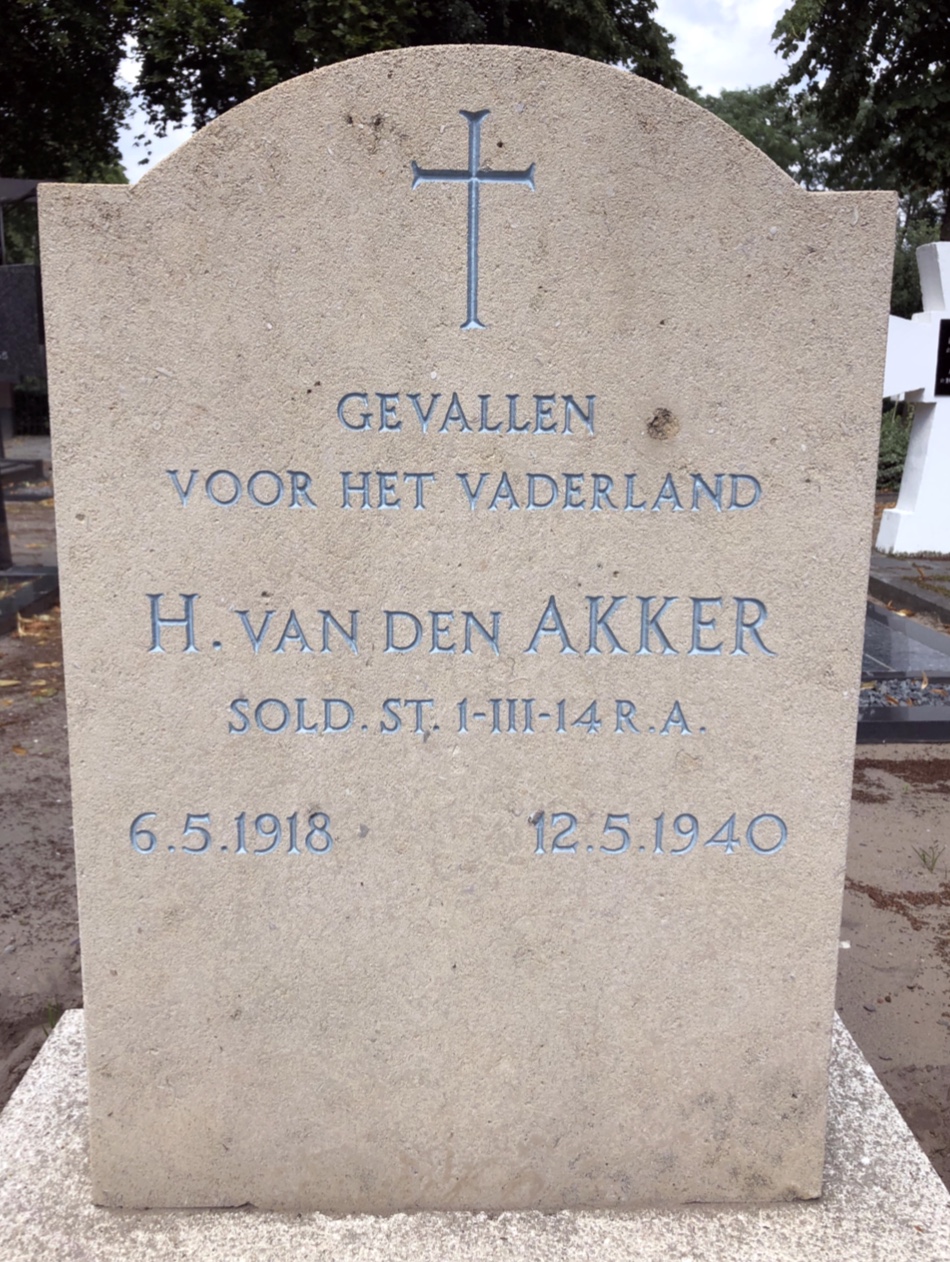 GEVALLEN
VOOR HET VADERLAND
H. VAN DEN AKKER
SOLD. ST. 1-III-14 R.A.
6.5.1918 12.5.1940